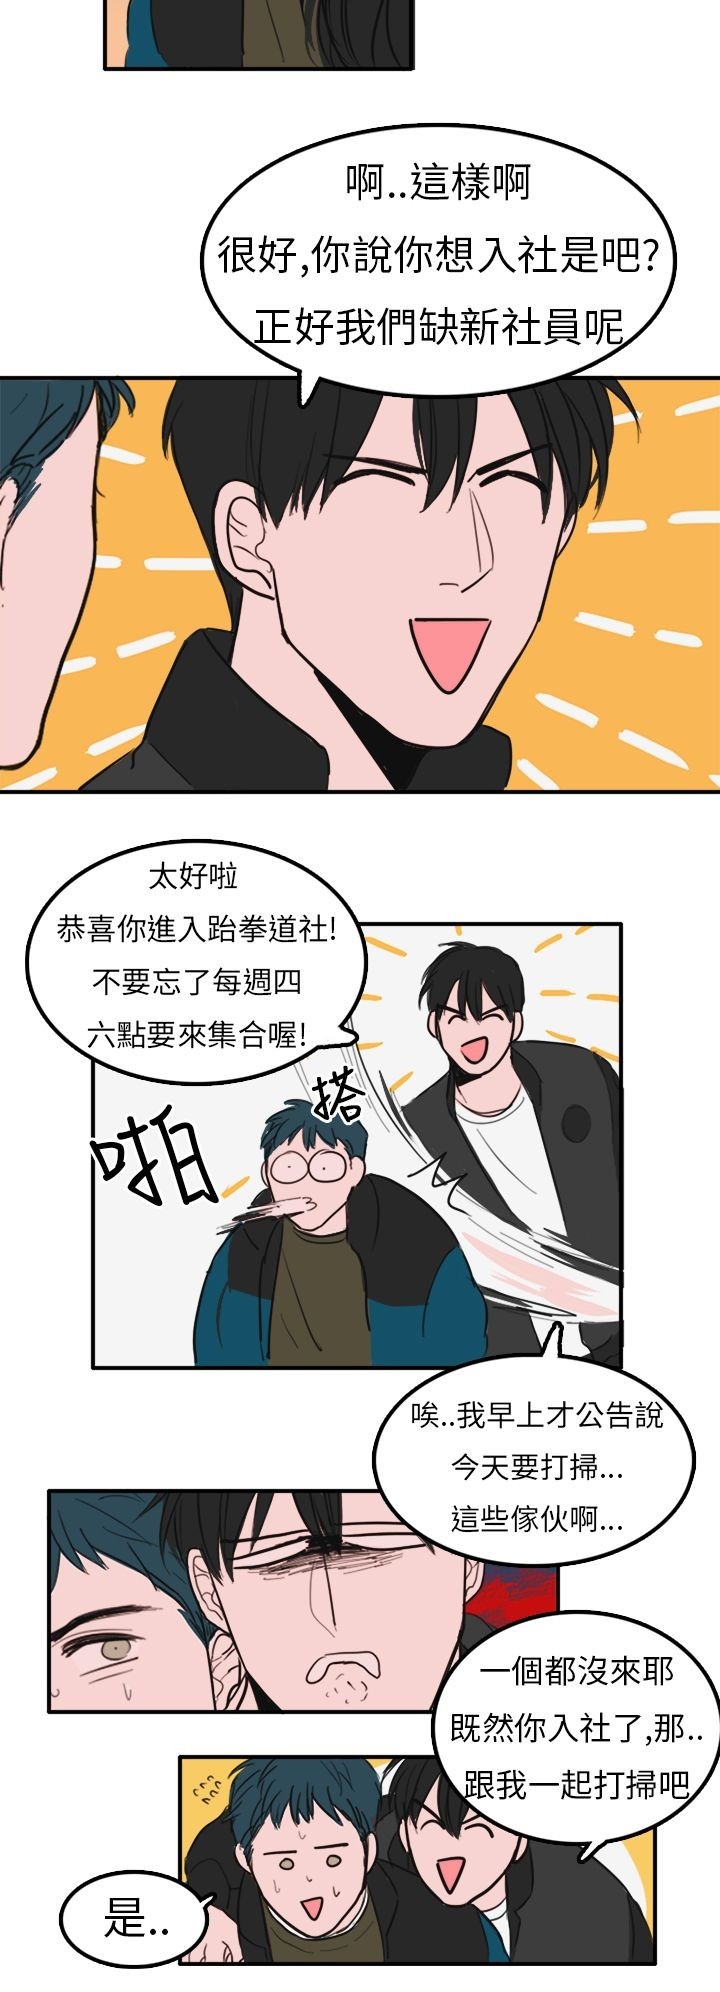 啊..這樣啊
很好,你說你想入社是吧?
正好我們缺新社員呢
太好啦
恭喜你進入跆拳道社!
不要忘了每週四
六點要來集合喔!
搭
啪
唉..我早上才公告說
今天要打掃...
這些傢伙啊...
一個都沒來耶
既然你入社了,那..
跟我一起打掃吧
是..